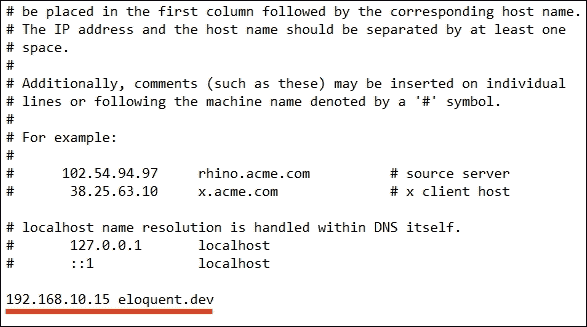 # be placed in the first column followed by the corresponding host name.
# The IP address and the host name should be separated by at least one
# space.
#
# Additionally, comments (such as these) may be inserted on individual
# lines or following the machine name denoted by a '#' symbol.
#
# For example:
#
#      102.54.94.97     rhino.acme.com          # source server
#       38.25.63.10     x.acme.com              # x client host

# localhost name resolution is handled within DNS itself.
#       127.0.0.1       localhost
#       ::1             localhost

192.168.10.15 eloquent.dev